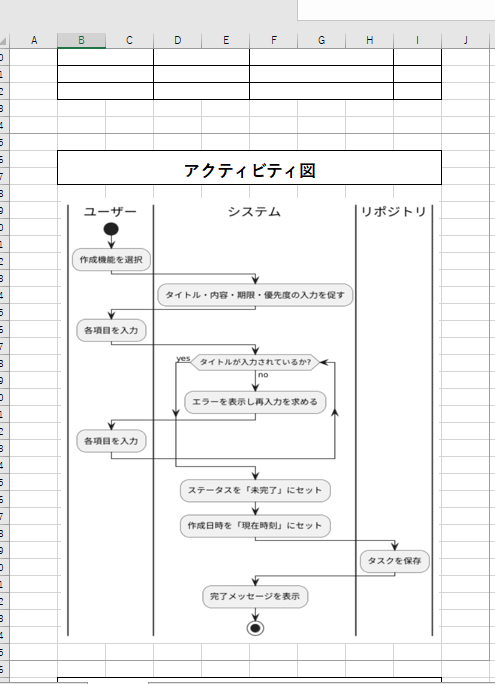 A B C D E F G H I J
アクティビティ図
ユーザー システム リポジトリ
作成機能を選択
タイトル・内容・期限・優先度の入力を促す
各項目を入力
yes タイトルが入力されているか?
no
エラーを表示し再入力を求める
各項目を入力
ステータスを「未完了」にセット
作成日時を「現在時刻」にセット
タスクを保存
完了メッセージを表示